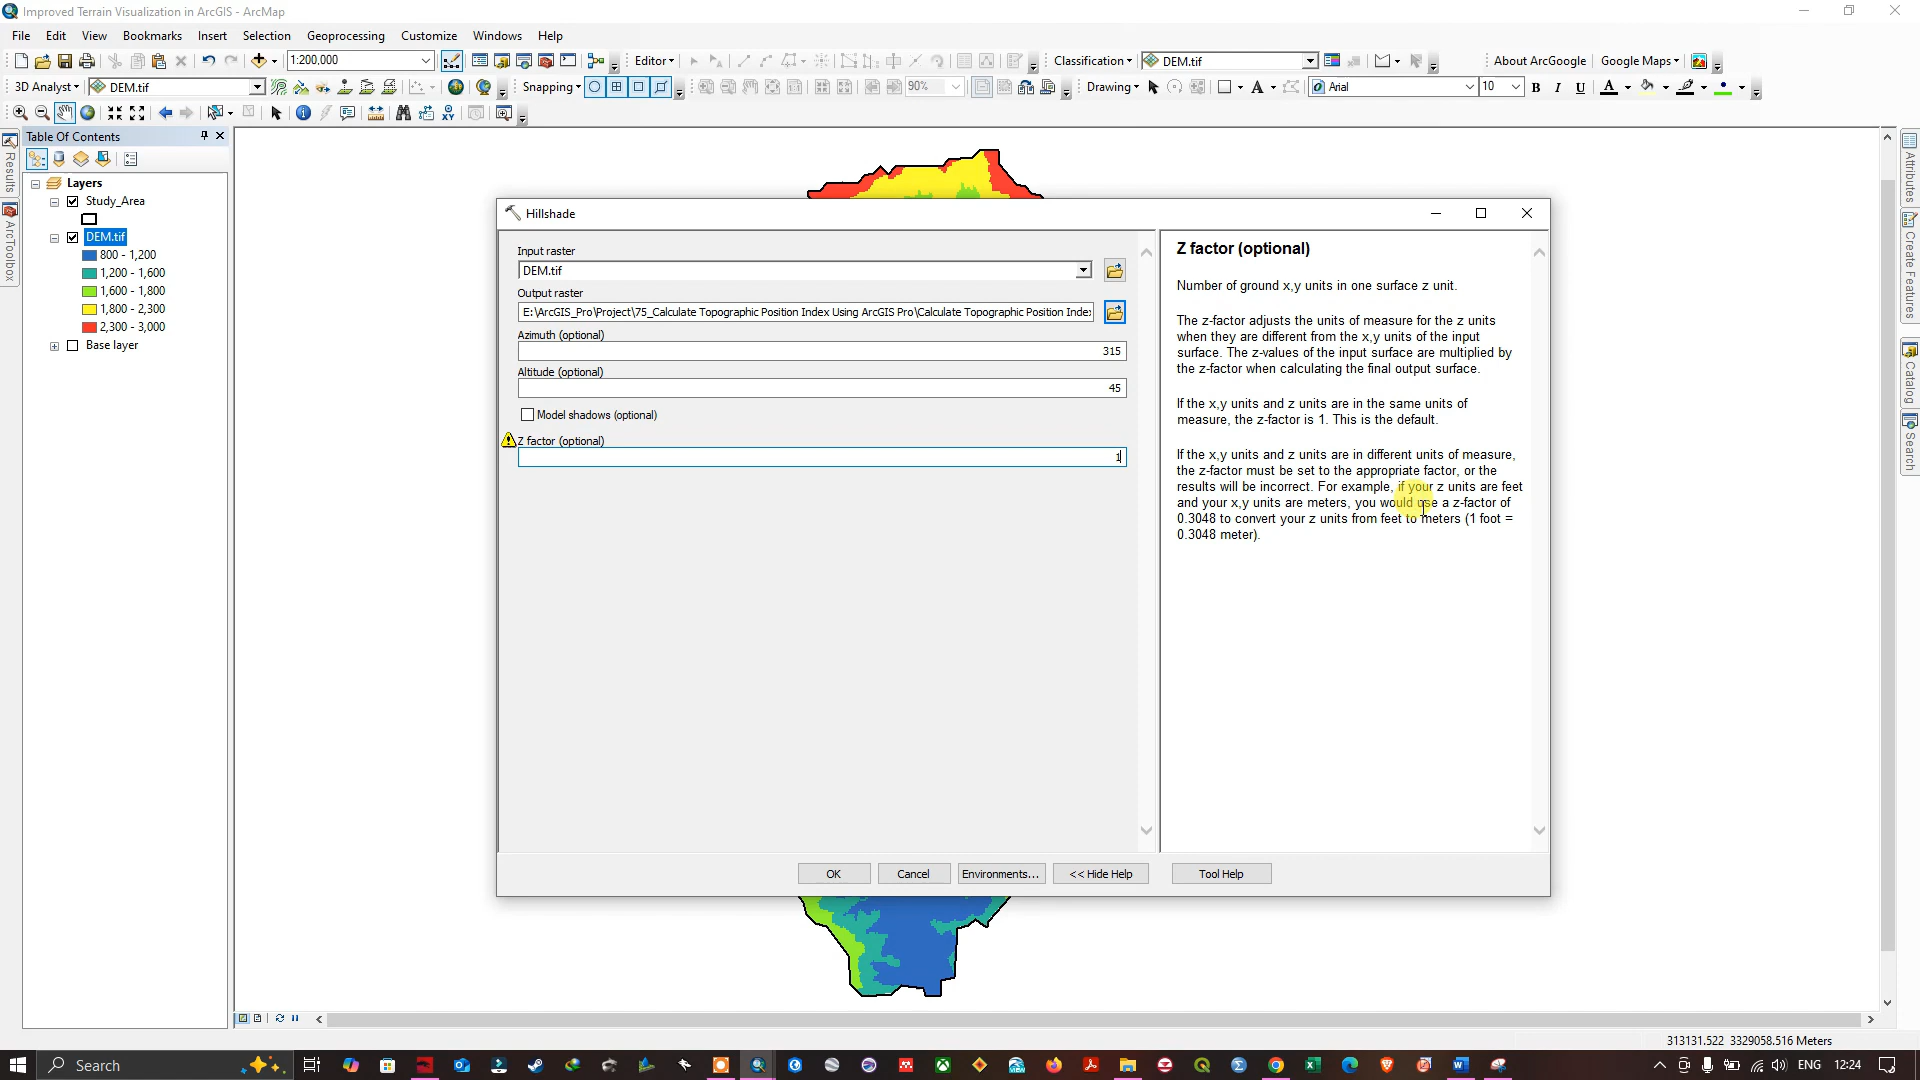 Improved Terrain Visualization in ArcGIS - ArcMap
File Edit View Bookmarks Insert Selection Geoprocessing Customize Windows Help
1:200,000
Editor
Classification
DEM.tif
About ArcGoogle
Google Maps
3D Analyst
DEM.tif
Snapping
90%
Drawing
A
Arial
10
B I U A
Table Of Contents
Results
ArcToolbox
Layers
Study_Area
DEM.tif
800 - 1,200
1,200 - 1,600
1,600 - 1,800
1,800 - 2,300
2,300 - 3,000
Base layer
Hillshade
Input raster
DEM.tif
Output raster
E:\ArcGIS_Pro\Project\75_Calculate Topographic Position Index Using ArcGIS Pro\Calculate Topographic Position Index
Azimuth (optional)
315
Altitude (optional)
45
Model shadows (optional)
Z factor (optional)
1
OK
Cancel
Environments...
<< Hide Help
Tool Help
Z factor (optional)
Number of ground x,y units in one surface z unit.
The z-factor adjusts the units of measure for the z units
when they are different from the x,y units of the input
surface. The z-values of the input surface are multiplied by
the z-factor when calculating the final output surface.
If the x,y units and z units are in the same units of
measure, the z-factor is 1. This is the default.
If the x,y units and z units are in different units of measure,
the z-factor must be set to the appropriate factor, or the
results will be incorrect. For example, if your z units are feet
and your x,y units are meters, you would use a z-factor of
0.3048 to convert your z units from feet to meters (1 foot =
0.3048 meter).
Attributes
Create Features
Catalog
Search
313131.522 3329058.516 Meters
Search
ENG
12:24